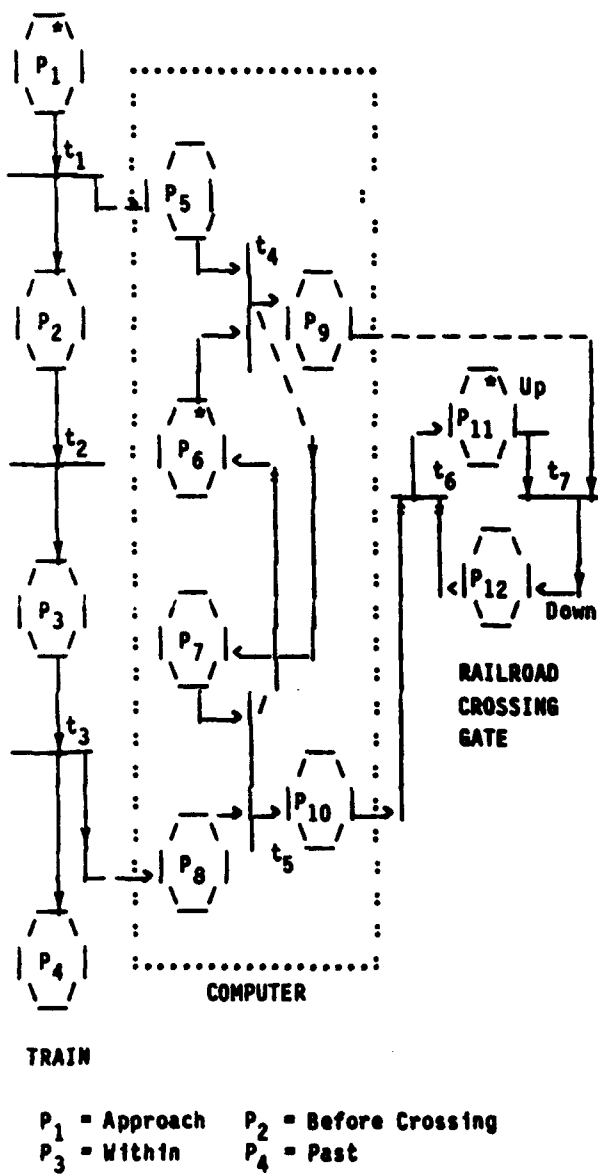 *
P1
t1
P5
t4
P2
P9
*
P11 Up
*
P6
t2
t6 t7
P12
P3
P7
Down
RAILROAD
CROSSING
GATE
t3
P10
P8
t5
P4
COMPUTER
TRAIN
P1 = Approach P2 = Before Crossing
P3 = Within P4 = Past